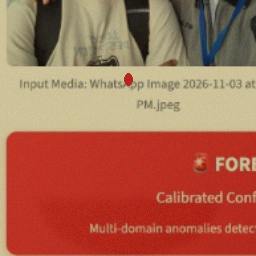 Input Media: WhatsApp Image 2026-11-03 at
PM.jpeg
FORE
Calibrated Conf
Multi-domain anomalies detec